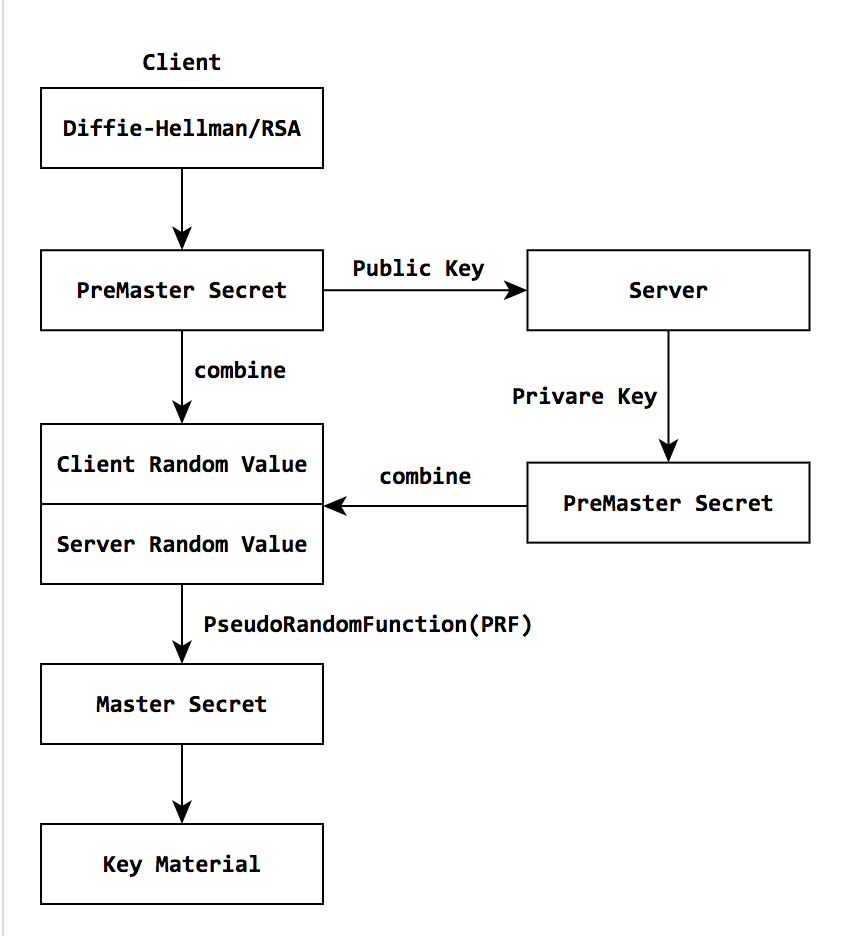 Client
Diffie-Hellman/RSA
PreMaster Secret
Public Key
Server
combine
Privare Key
Client Random Value
combine
PreMaster Secret
Server Random Value
PseudoRandomFunction(PRF)
Master Secret
Key Material